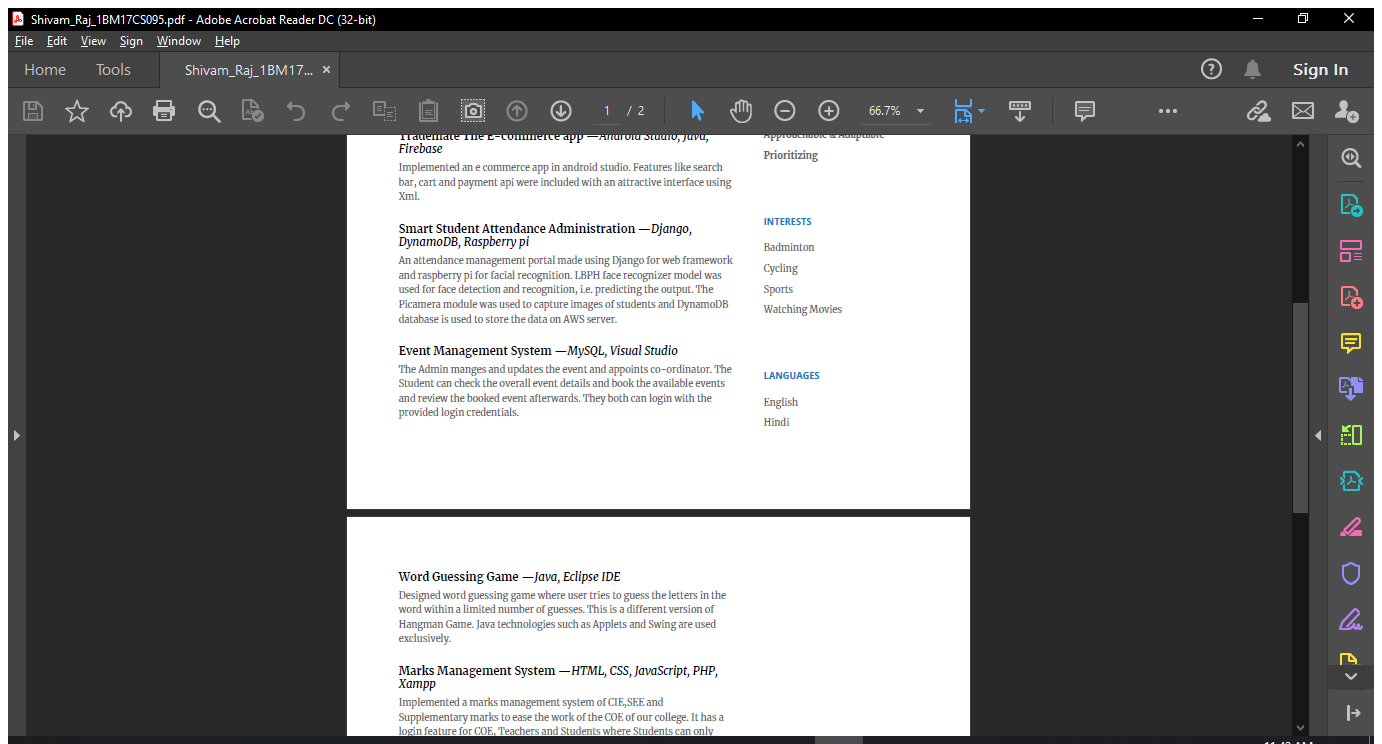 Shivam_Raj_1BM17CS095.pdf - Adobe Acrobat Reader DC (32-bit)
File Edit View Sign Window Help
Home Tools Shivam_Raj_1BM17... × Sign In
1 / 2 66.7%
Trademate The E-commerce app —Android Studio, Java,
Firebase
Implemented an e commerce app in android studio. Features like search
bar, cart and payment api were included with an attractive interface using
Xml.
Smart Student Attendance Administration —Django,
DynamoDB, Raspberry pi
An attendance management portal made using Django for web framework
and raspberry pi for facial recognition. LBPH face recognizer model was
used for face detection and recognition, i.e. predicting the output. The
Picamera module was used to capture images of students and DynamoDB
database is used to store the data on AWS server.
Event Management System —MySQL, Visual Studio
The Admin manges and updates the event and appoints co-ordinator. The
Student can check the overall event details and book the available events
and review the booked event afterwards. They both can login with the
provided login credentials.
Approachable & Adaptable
Prioritizing
INTERESTS
Badminton
Cycling
Sports
Watching Movies
LANGUAGES
English
Hindi
Word Guessing Game —Java, Eclipse IDE
Designed word guessing game where user tries to guess the letters in the
word within a limited number of guesses. This is a different version of
Hangman Game. Java technologies such as Applets and Swing are used
exclusively.
Marks Management System —HTML, CSS, JavaScript, PHP,
Xampp
Implemented a marks management system of CIE,SEE and
Supplementary marks to ease the work of the COE of our college. It has a
login feature for COE, Teachers and Students where Students can only